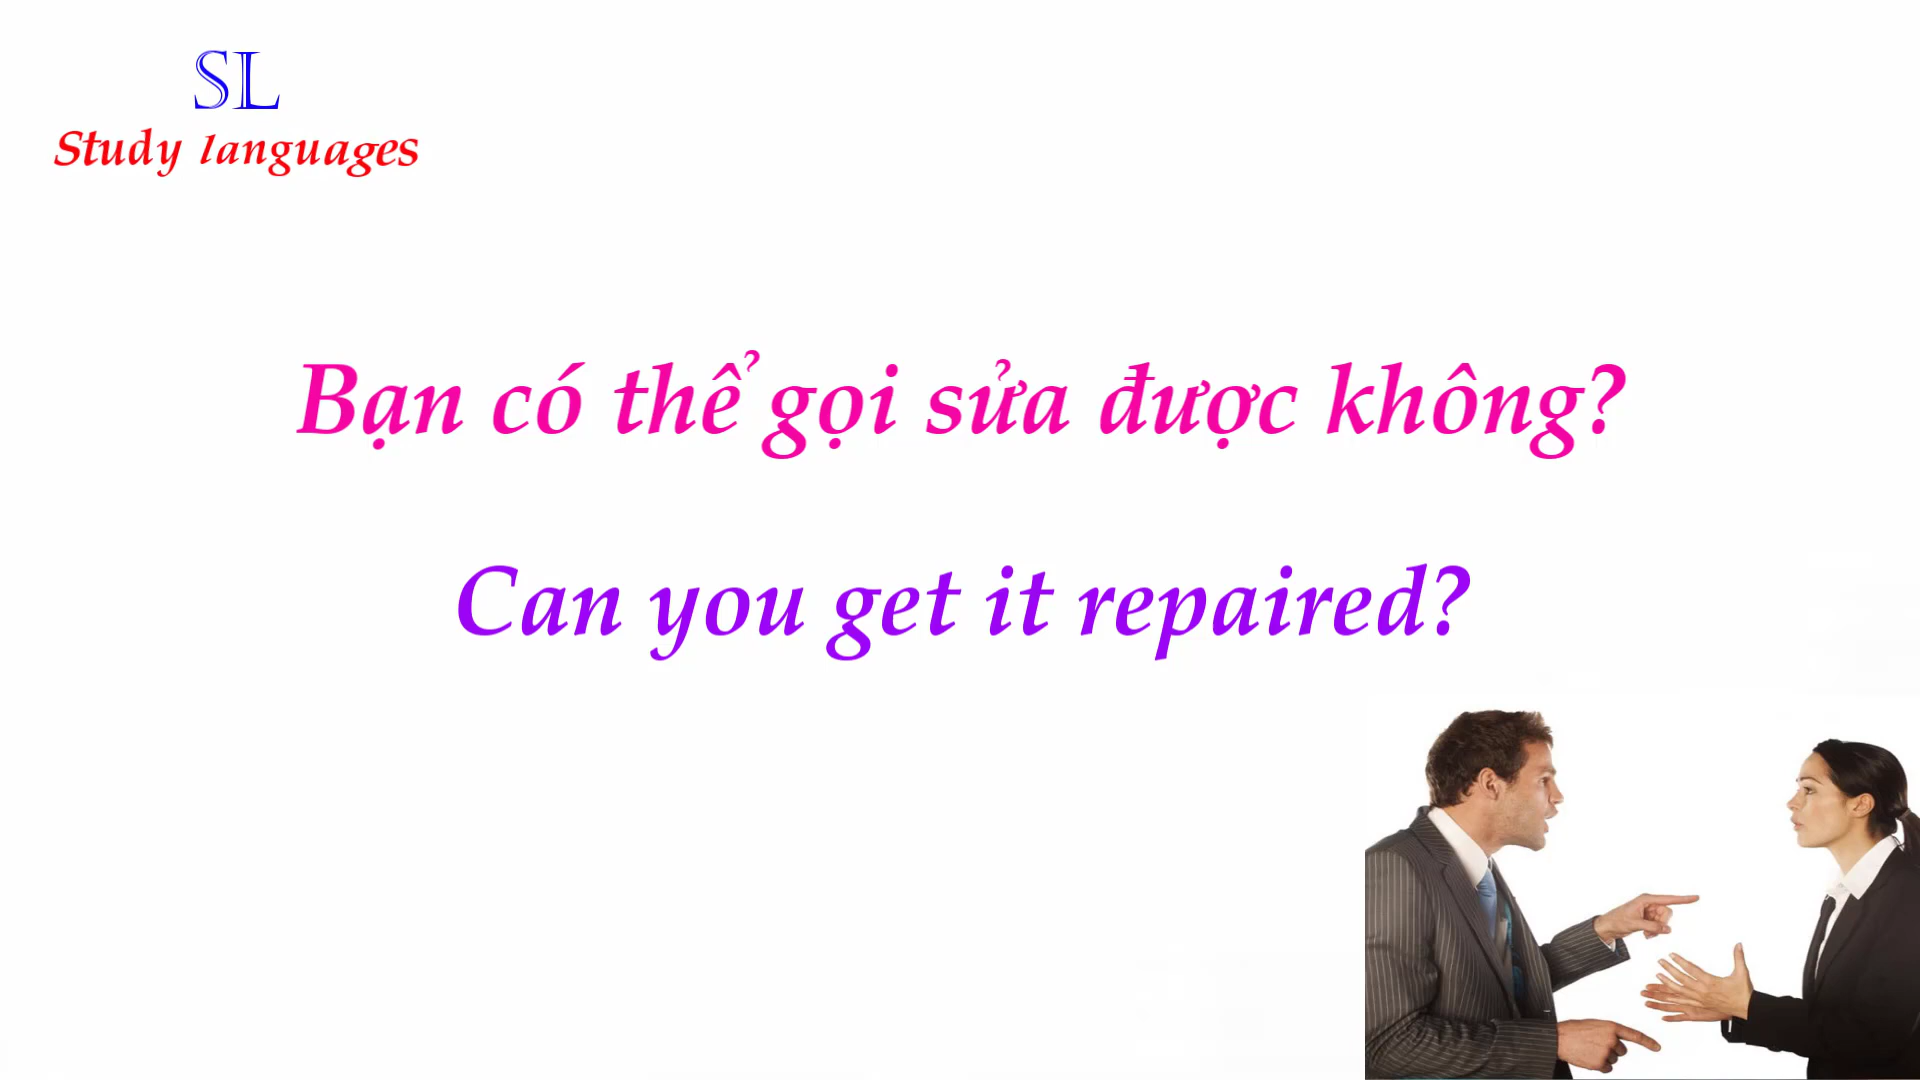 SL
Study languages
Bạn có thể gọi sửa được không?
Can you get it repaired?